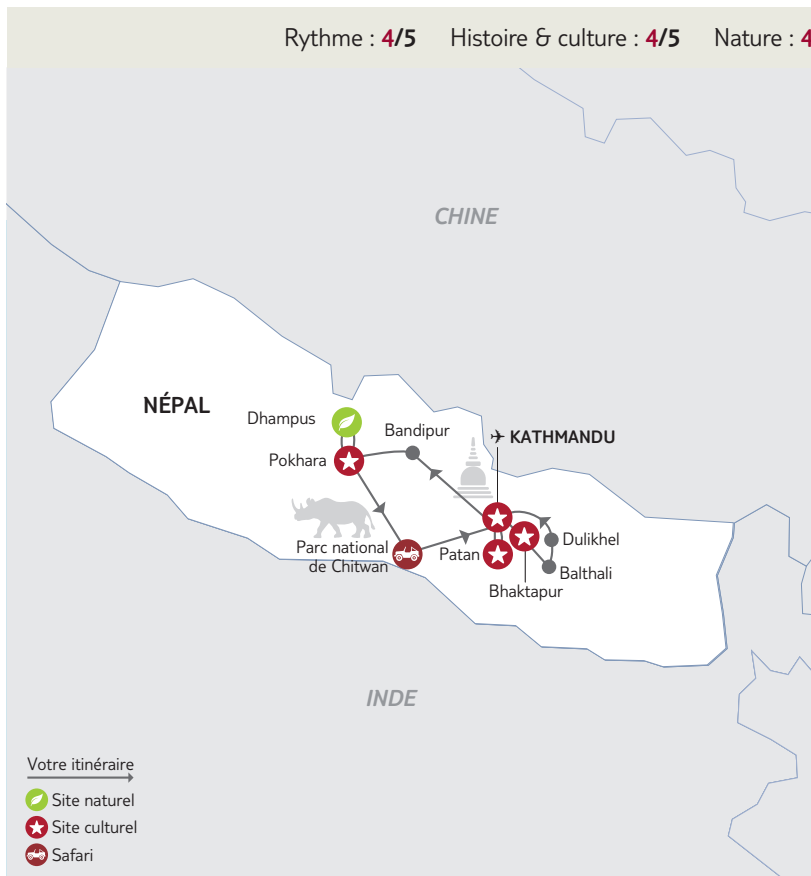 Rythme : 4/5 Histoire & culture : 4/5 Nature : 4
CHINE
NÉPAL
Dhampus
Bandipur
KATHMANDU
Pokhara
Parc national
de Chitwan
Patan
Dulikhel
Balthali
Bhaktapur
INDE
Votre itinéraire
Site naturel
Site culturel
Safari